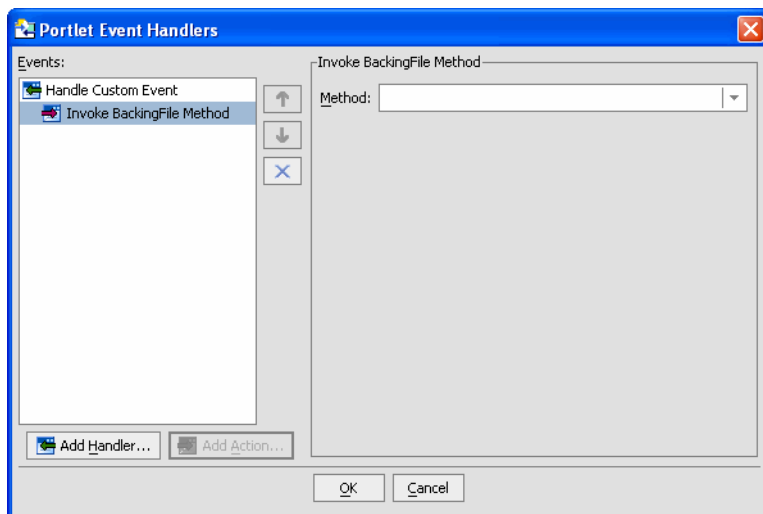 Portlet Event Handlers
Events:
Handle Custom Event
Invoke BackingFile Method
Invoke BackingFile Method
Method:
Add Handler...
Add Action...
OK
Cancel